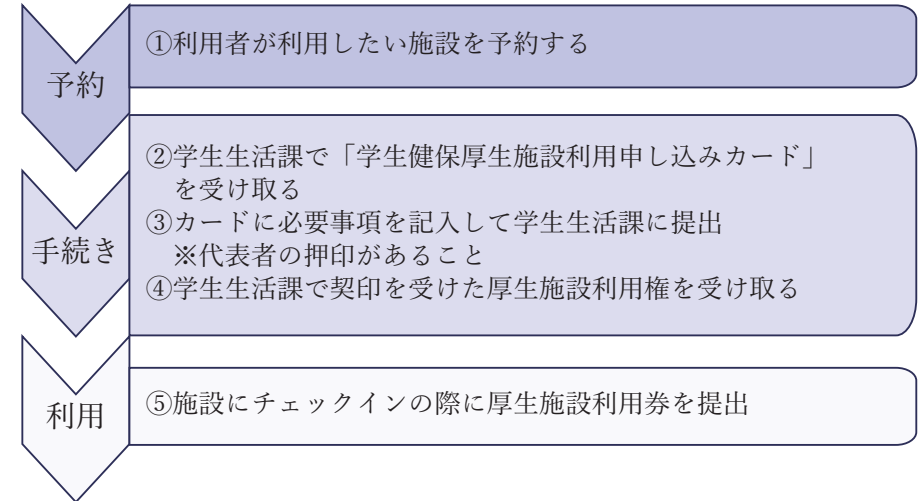 予約
①利用者が利用したい施設を予約する
手続き
②学生生活課で「学生健保厚生施設利用申し込みカード」
を受け取る
③カードに必要事項を記入して学生生活課に提出
※代表者の押印があること
④学生生活課で契印を受けた厚生施設利用権を受け取る
利用
⑤施設にチェックインの際に厚生施設利用券を提出